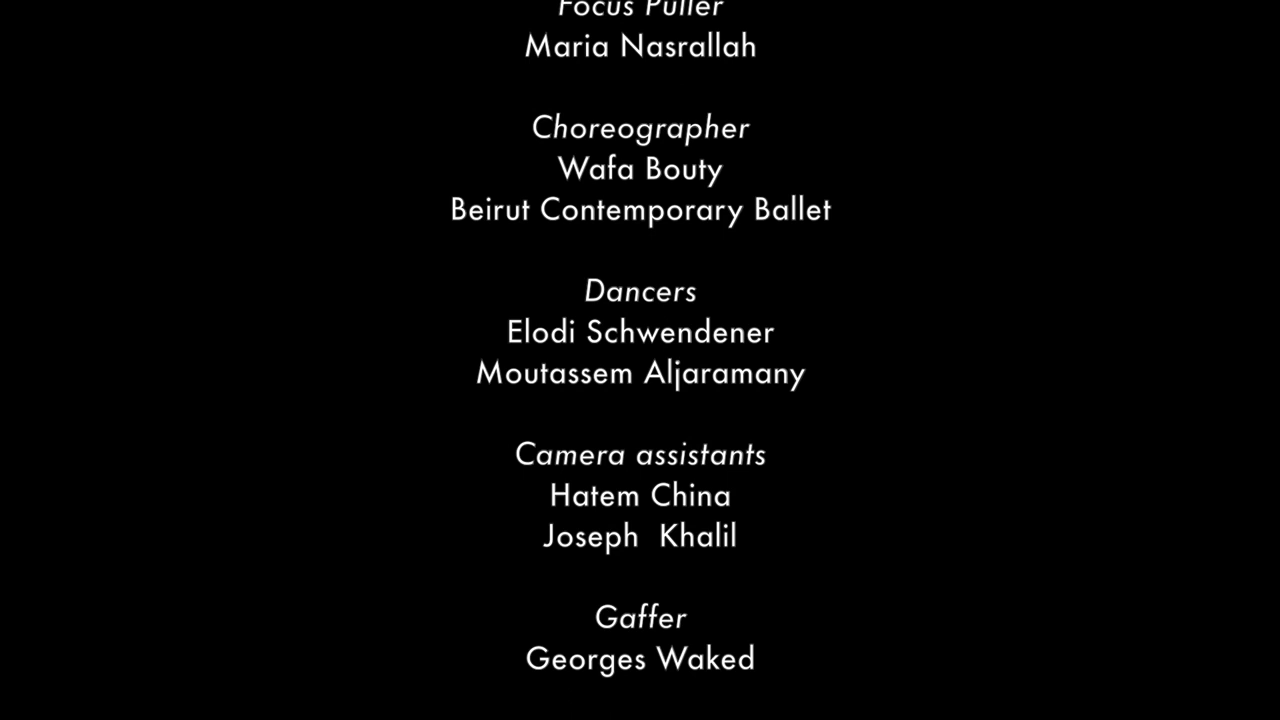 Focus Puller
Maria Nasrallah
Choreographer
Wafa Bouty
Beirut Contemporary Ballet
Dancers
Elodi Schwendener
Moutassem Aljaramany
Camera assistants
Hatem China
Joseph  Khalil
Gaffer
Georges Waked